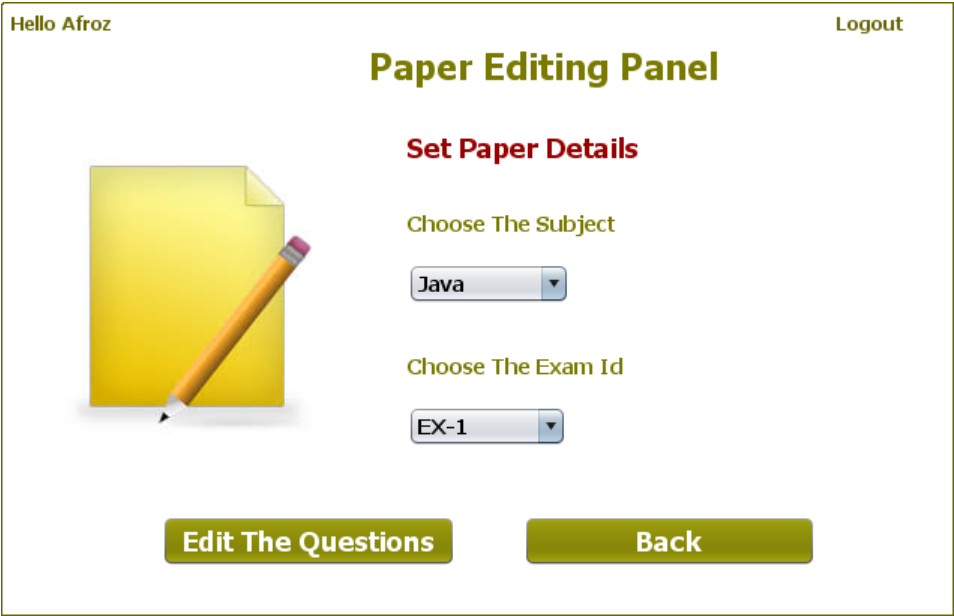 Hello Afroz
Logout
Paper Editing Panel
Set Paper Details
Choose The Subject
Java
Choose The Exam Id
EX-1
Edit The Questions
Back